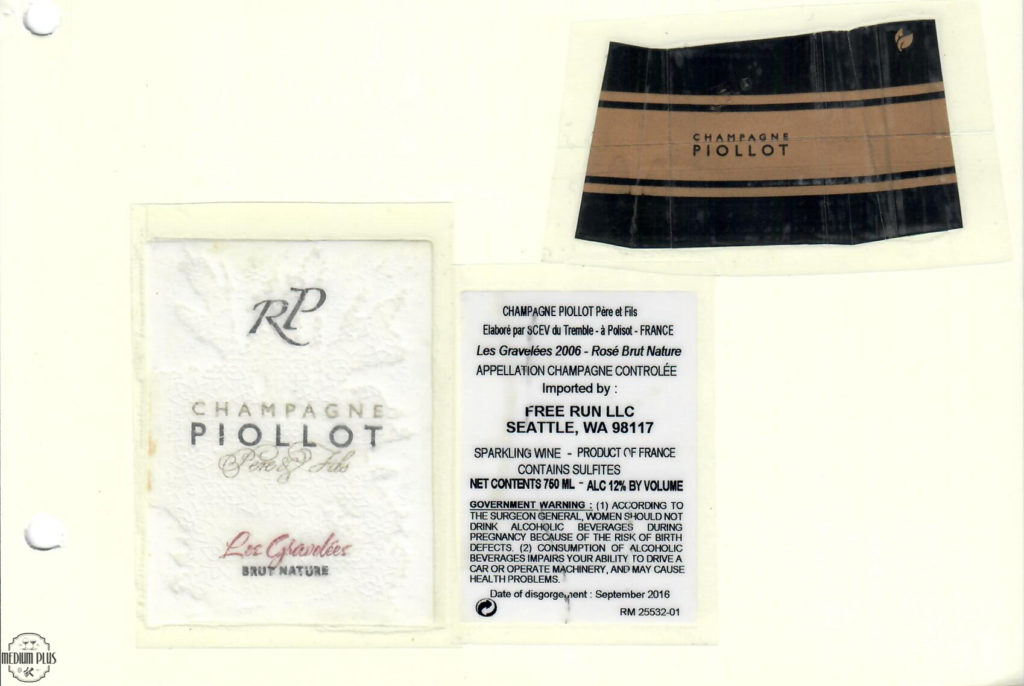 CHAMPAGNE
PIOLLOT
RP
CHAMPAGNE
PIOLLOT
Père & Fils
Les Gravelées
BRUT NATURE
CHAMPAGNE PIOLLOT Père et Fils
Elaboré par SCEV du Tremble - à Polisot - FRANCE
Les Gravelées 2006 - Rosé Brut Nature
APPELLATION CHAMPAGNE CONTROLÉE
Imported by :
FREE RUN LLC
SEATTLE, WA 98117
SPARKLING WINE - PRODUCT OF FRANCE
CONTAINS SULFITES
NET CONTENTS 750 ML - ALC 12% BY VOLUME
GOVERNMENT WARNING : (1) ACCORDING TO
THE SURGEON GENERAL, WOMEN SHOULD NOT
DRINK ALCOHOLIC BEVERAGES DURING
PREGNANCY BECAUSE OF THE RISK OF BIRTH
DEFECTS. (2) CONSUMPTION OF ALCOHOLIC
BEVERAGES IMPAIRS YOUR ABILITY TO DRIVE A
CAR OR OPERATE MACHINERY, AND MAY CAUSE
HEALTH PROBLEMS.
Date of disgorgement : September 2016
RM 25532-01
MEDIUM PLUS